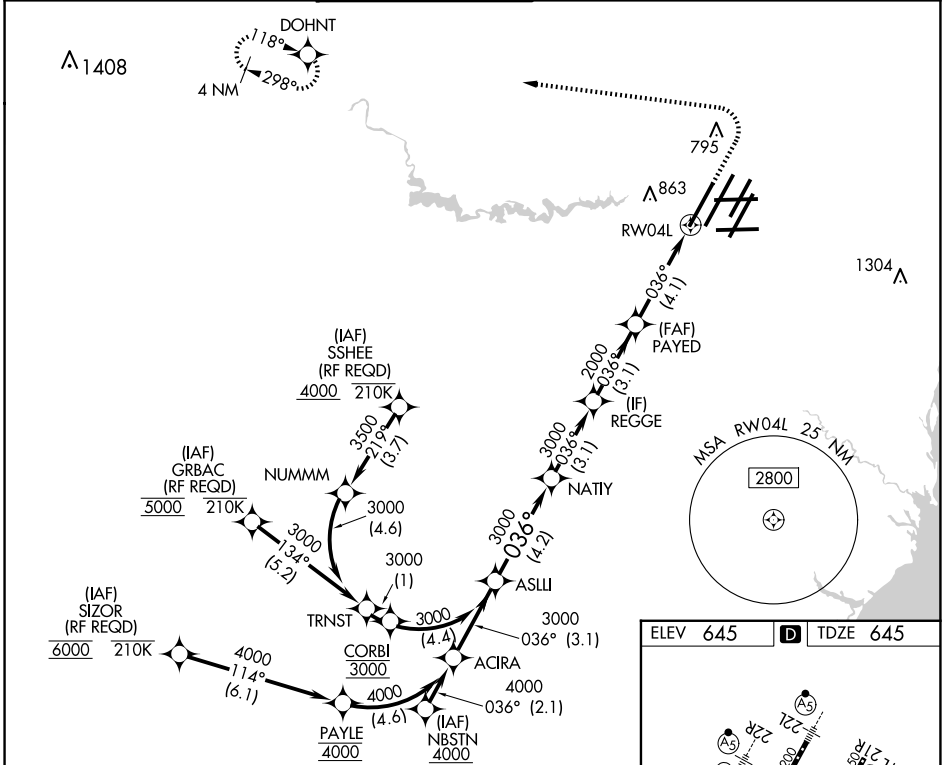 DOHNT
118°
298°
4 NM
1408
795
863
RW04L
1304
036°
(4.1)
(FAF)
PAYED
2000
036°
(3.1)
(IF)
REGGE
3000
036°
(3.1)
NATIY
3000
036°
(4.2)
ASLLI
(IAF)
SSHEE
(RF REQD)
4000 210K
3500
219°
(3.7)
NUMMM
3000
(4.6)
(IAF)
GRBAC
(RF REQD)
5000 210K
3000
134°
(5.2)
3000
(1)
TRNST
CORBI
3000
3000
(4.4)
3000
036° (3.1)
ACIRA
(IAF)
SIZOR
(RF REQD)
6000 210K
4000
114°
(6.1)
PAYLE
4000
4000
(4.6)
4000
036° (2.1)
(IAF)
NBSTN
4000
MSA RW04L 25 NM
2800
ELEV 645 D TDZE 645
A5
22L
A5
22R
21R